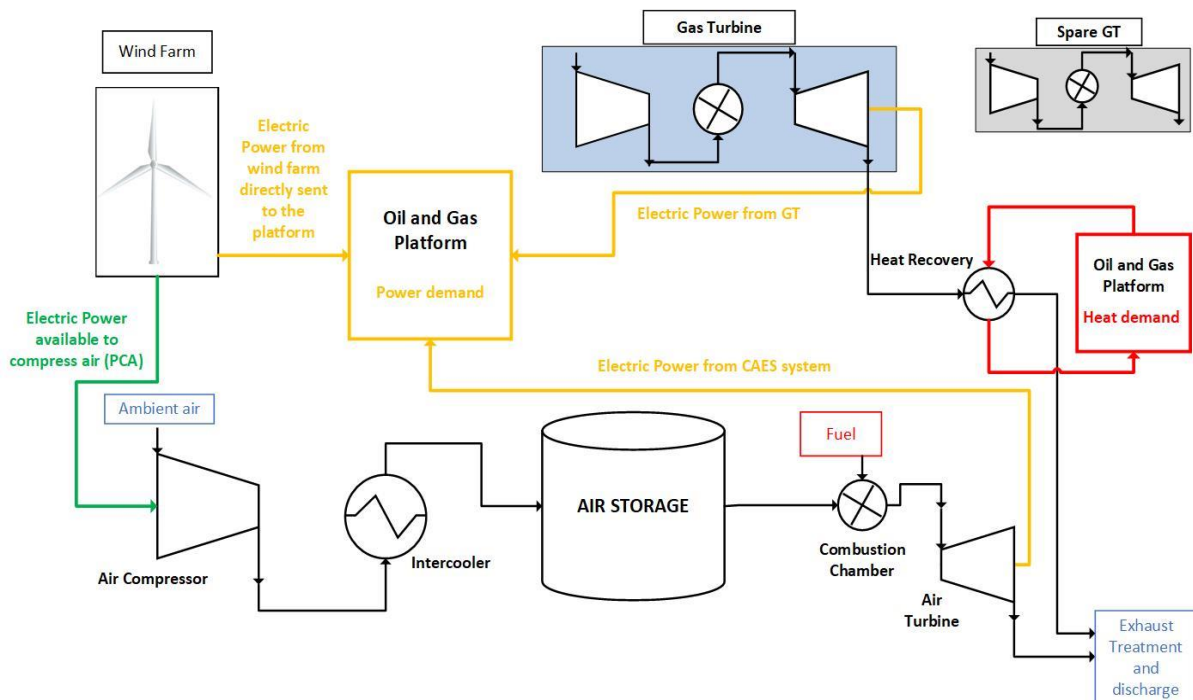 Wind Farm
Gas Turbine
Spare GT
Electric
Power from
wind farm
directly sent
to the
platform
Oil and Gas
Platform
Power demand
Electric Power from GT
Heat Recovery
Oil and Gas
Platform
Heat demand
Electric Power
available to
compress air (PCA)
Electric Power from CAES system
Ambient air
Fuel
AIR STORAGE
Air Compressor
Intercooler
Combustion
Chamber
Air
Turbine
Exhaust
Treatment
and
discharge